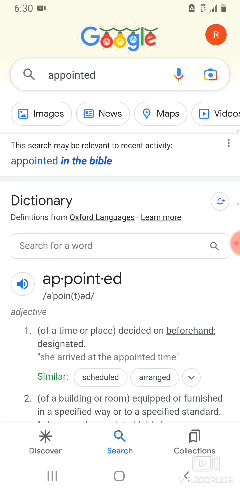 6:30
Google
R
appointed
Images News Maps Videos
This search may be relevant to recent activity:
appointed in the bible
Dictionary
Definitions from Oxford Languages · Learn more
Search for a word
ap·point·ed
/əˈpoin(t)əd/
adjective
1. (of a time or place) decided on beforehand;
designated.
"she arrived at the appointed time"
Similar: scheduled arranged
2. (of a building or room) equipped or furnished
in a specified way or to a specified standard.
Discover Search Collections